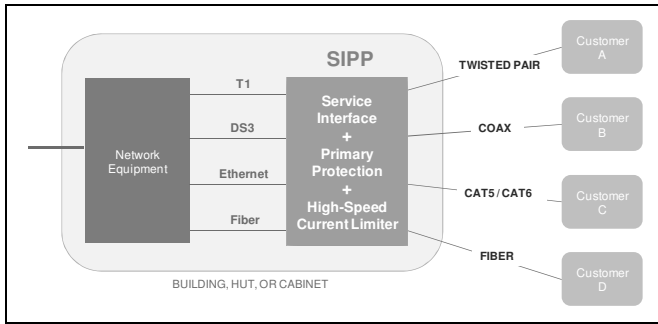 SIPP
Customer
A
TWISTED PAIR
T1
Service
Interface
+
Primary
Protection
+
High-Speed
Current Limiter
DS3
COAX
Customer
B
Network
Equipment
Ethernet
CAT5 / CAT6
Customer
C
Fiber
FIBER
Customer
D
BUILDING, HUT, OR CABINET